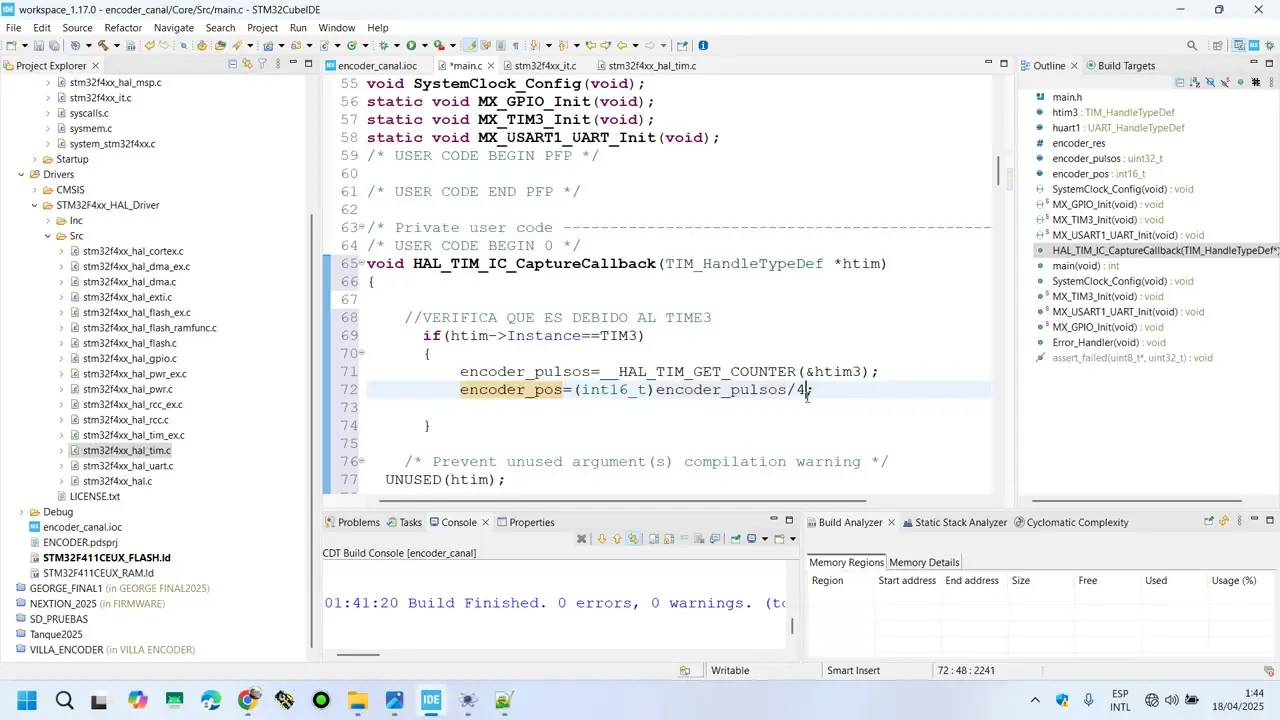 workspace_1.17.0 - encoder_canal/Core/Src/main.c - STM32CubeIDE
File Edit Source Refactor Navigate Search Project Run Window Help
Project Explorer
stm32f4xx_hal_msp.c
stm32f4xx_it.c
syscalls.c
sysmem.c
system_stm32f4xx.c
Startup
Drivers
CMSIS
STM32F4xx_HAL_Driver
Inc
Src
stm32f4xx_hal_cortex.c
stm32f4xx_hal_dma_ex.c
stm32f4xx_hal_dma.c
stm32f4xx_hal_exti.c
stm32f4xx_hal_flash_ex.c
stm32f4xx_hal_flash_ramfunc.c
stm32f4xx_hal_flash.c
stm32f4xx_hal_gpio.c
stm32f4xx_hal_pwr_ex.c
stm32f4xx_hal_pwr.c
stm32f4xx_hal_rcc_ex.c
stm32f4xx_hal_rcc.c
stm32f4xx_hal_tim_ex.c
stm32f4xx_hal_tim.c
stm32f4xx_hal_uart.c
stm32f4xx_hal.c
LICENSE.txt
Debug
encoder_canal.ioc
ENCODER.pdsprj
STM32F411CEUX_FLASH.ld
STM32F411CEUX_RAM.ld
GEORGE_FINAL1 (in GEORGE FINAL2025)
NEXTION_2025 (in FIRMWARE)
SD_PRUEBAS
Tanque2025
VILLA_ENCODER (in VILLA ENCODER)
encoder_canal.ioc *main.c stm32f4xx_it.c stm32f4xx_hal_tim.c
55 void SystemClock_Config(void);
56 static void MX_GPIO_Init(void);
57 static void MX_TIM3_Init(void);
58 static void MX_USART1_UART_Init(void);
59 /* USER CODE BEGIN PFP */
60
61 /* USER CODE END PFP */
62
63 /* Private user code -----------------------------------------------
64 /* USER CODE BEGIN 0 */
65 void HAL_TIM_IC_CaptureCallback(TIM_HandleTypeDef *htim)
66 {
67
68 //VERIFICA QUE ES DEBIDO AL TIME3
69 if(htim->Instance==TIM3)
70 {
71 encoder_pulsos=__HAL_TIM_GET_COUNTER(&htim3);
72 encoder_pos=(int16_t)encoder_pulsos/4;
73
74 }
75
76 /* Prevent unused argument(s) compilation warning */
77 UNUSED(htim);
Problems Tasks Console Properties
CDT Build Console [encoder_canal]
01:41:20 Build Finished. 0 errors, 0 warnings. (to
Outline Build Targets
main.h
htim3 : TIM_HandleTypeDef
huart1 : UART_HandleTypeDef
encoder_res
encoder_pulsos : uint32_t
encoder_pos : int16_t
SystemClock_Config(void) : void
MX_GPIO_Init(void) : void
MX_TIM3_Init(void) : void
MX_USART1_UART_Init(void) : void
HAL_TIM_IC_CaptureCallback(TIM_HandleTypeDef*
main(void) : int
SystemClock_Config(void) : void
MX_TIM3_Init(void) : void
MX_USART1_UART_Init(void) : void
MX_GPIO_Init(void) : void
Error_Handler(void) : void
assert_failed(uint8_t*, uint32_t) : void
Build Analyzer Static Stack Analyzer Cyclomatic Complexity
Memory Regions Memory Details
Region Start address End address Size Free Used Usage (%)
Writable Smart Insert 72 : 48 : 2241
IDE
ESP
INTL
1:44
18/04/2025